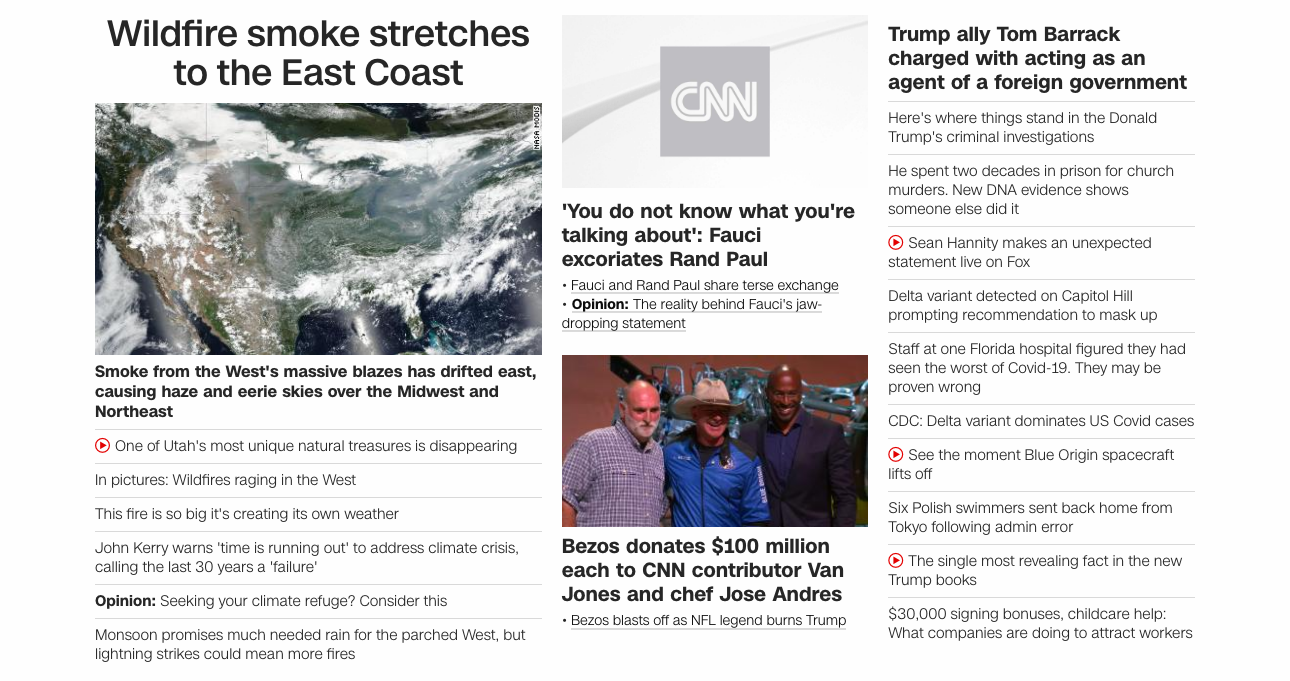 Wildfire smoke stretches
to the East Coast
NASA MODIS
Smoke from the West's massive blazes has drifted east,
causing haze and eerie skies over the Midwest and
Northeast
One of Utah's most unique natural treasures is disappearing
In pictures: Wildfires raging in the West
This fire is so big it's creating its own weather
John Kerry warns 'time is running out' to address climate crisis,
calling the last 30 years a 'failure'
Opinion: Seeking your climate refuge? Consider this
Monsoon promises much needed rain for the parched West, but
lightning strikes could mean more fires
CNN
'You do not know what you're
talking about': Fauci
excoriates Rand Paul
• Fauci and Rand Paul share terse exchange
• Opinion: The reality behind Fauci's jaw-
dropping statement
BLUE ORIGIN
Bezos donates $100 million
each to CNN contributor Van
Jones and chef Jose Andres
• Bezos blasts off as NFL legend burns Trump
Trump ally Tom Barrack
charged with acting as an
agent of a foreign government
Here's where things stand in the Donald
Trump's criminal investigations
He spent two decades in prison for church
murders. New DNA evidence shows
someone else did it
Sean Hannity makes an unexpected
statement live on Fox
Delta variant detected on Capitol Hill
prompting recommendation to mask up
Staff at one Florida hospital figured they had
seen the worst of Covid-19. They may be
proven wrong
CDC: Delta variant dominates US Covid cases
See the moment Blue Origin spacecraft
lifts off
Six Polish swimmers sent back home from
Tokyo following admin error
The single most revealing fact in the new
Trump books
$30,000 signing bonuses, childcare help:
What companies are doing to attract workers